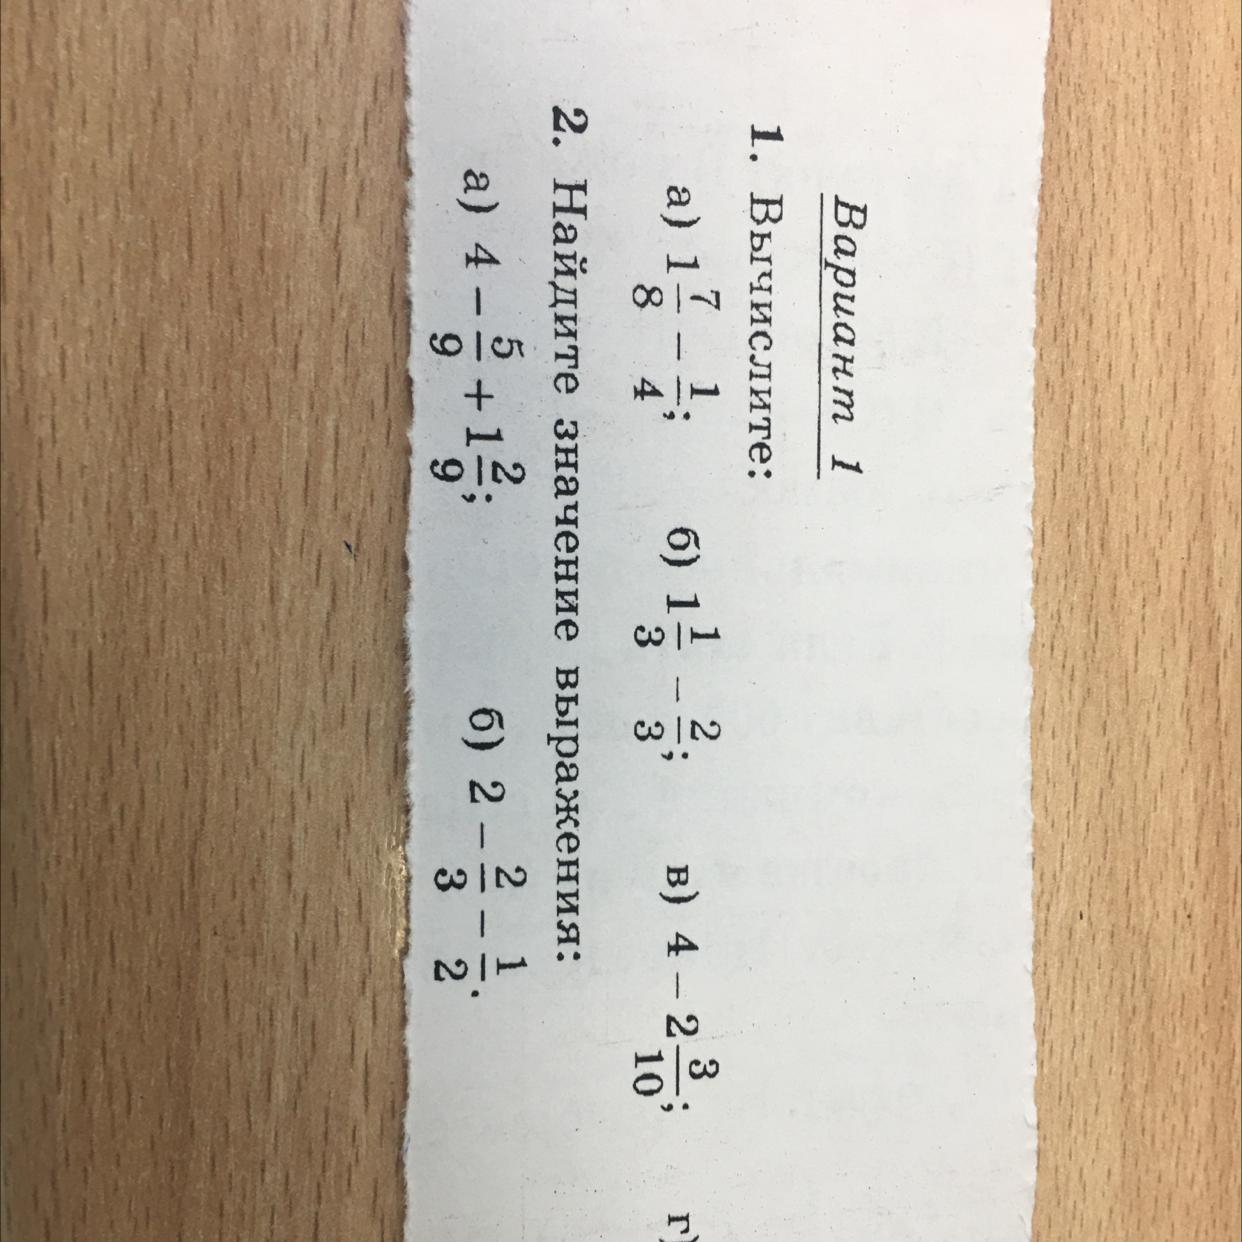 Вариант 1
1. Вычислите:
а) 1 7/8 − 1/4; б) 1 1/3 − 2/3; в) 4 − 2 3/10; г)
2. Найдите значение выражения:
а) 4 − 5/9 + 1 2/9; б) 2 − 2/3 − 1/2.